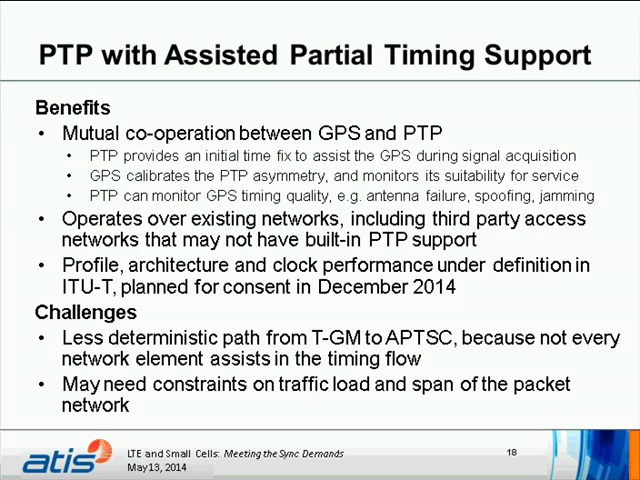 PTP with Assisted Partial Timing Support
Benefits
• Mutual co-operation between GPS and PTP
• PTP provides an initial time fix to assist the GPS during signal acquisition
• GPS calibrates the PTP asymmetry, and monitors its suitability for service
• PTP can monitor GPS timing quality, e.g. antenna failure, spoofing, jamming
• Operates over existing networks, including third party access
networks that may not have built-in PTP support
• Profile, architecture and clock performance under definition in
ITU-T, planned for consent in December 2014
Challenges
• Less deterministic path from T-GM to APTSC, because not every
network element assists in the timing flow
• May need constraints on traffic load and span of the packet
network
atis
LTE and Small Cells: Meeting the Sync Demands
May13, 2014
18